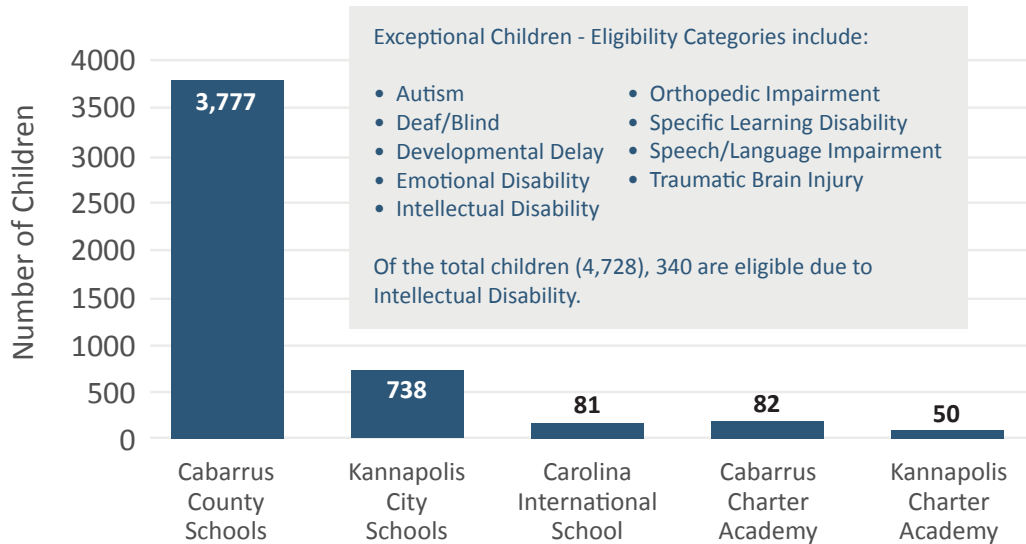 Exceptional Children - Eligibility Categories include:
• Autism
• Deaf/Blind
• Developmental Delay
• Emotional Disability
• Intellectual Disability
• Orthopedic Impairment
• Specific Learning Disability
• Speech/Language Impairment
• Traumatic Brain Injury
Of the total children (4,728), 340 are eligible due to
Intellectual Disability.
Number of Children
4000
3500
3000
2500
2000
1500
1000
500
0
3,777
738
81
82
50
Cabarrus
County
Schools
Kannapolis
City
Schools
Carolina
International
School
Cabarrus
Charter
Academy
Kannapolis
Charter
Academy